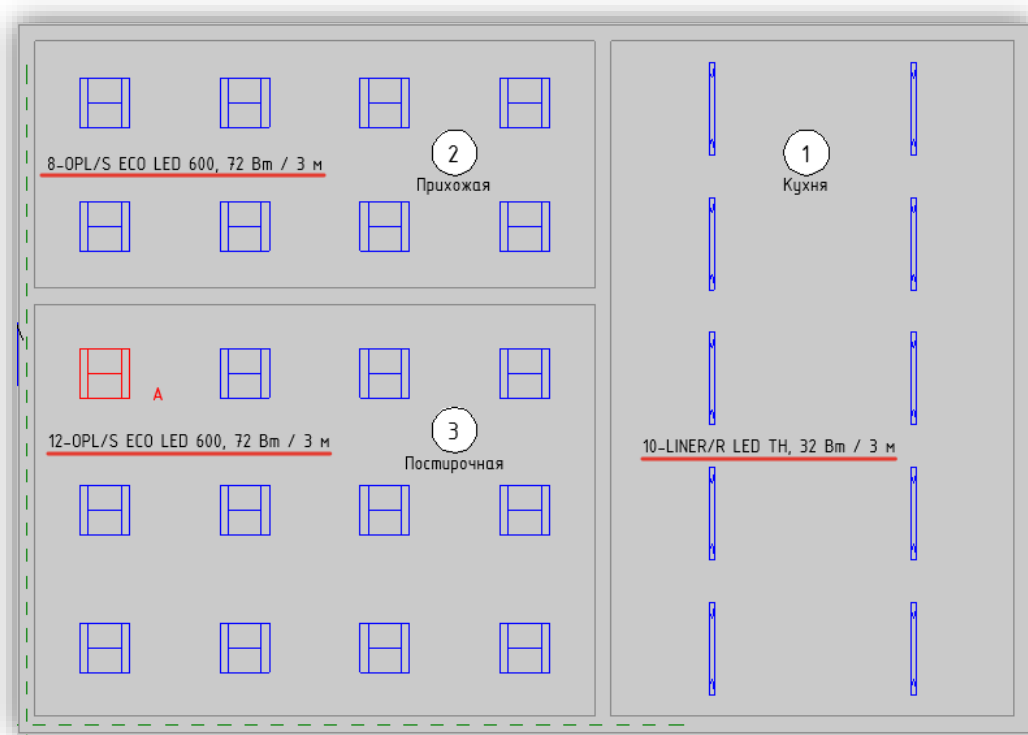 8-OPL/S ECO LED 600, 72 Вт / 3 м
2
Прихожая
1
Кухня
A
12-OPL/S ECO LED 600, 72 Вт / 3 м
3
Постирочная
10-LINER/R LED TH, 32 Вт / 3 м